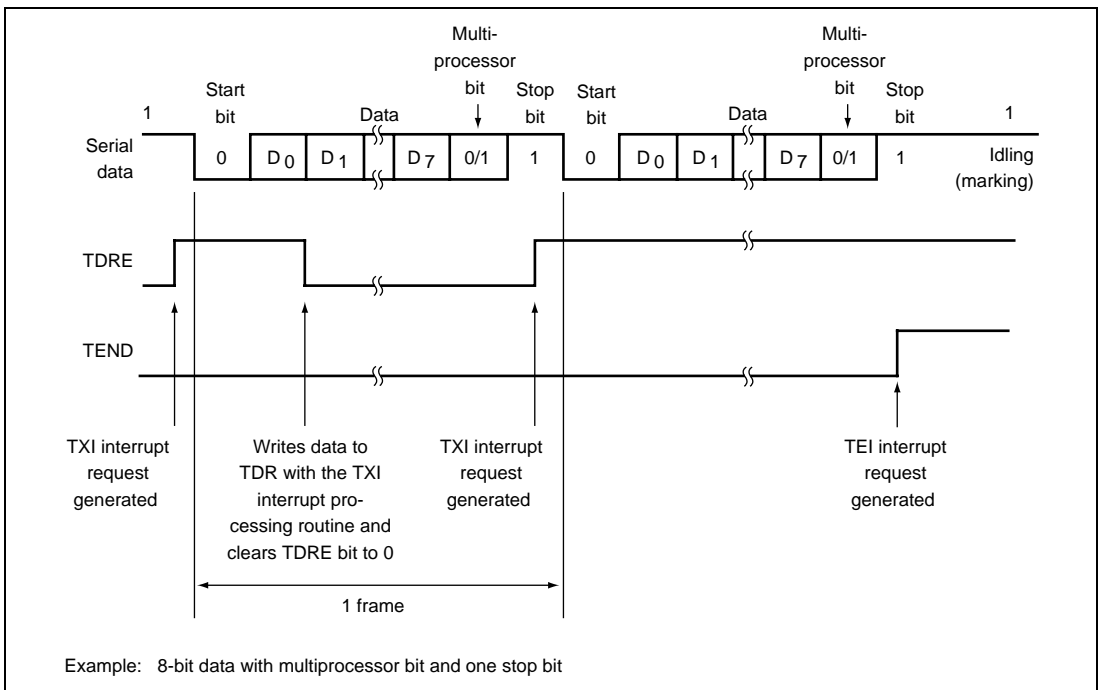 Multi-
processor
bit
Multi-
processor
bit
1
Start
bit
Data
Stop
bit
Start
bit
Data
Stop
bit
1
Serial
data
0
D0
D1
D7
0/1
1
0
D0
D1
D7
0/1
1
Idling
(marking)
TDRE
TEND
TXI interrupt
request
generated
Writes data to
TDR with the TXI
interrupt pro-
cessing routine and
clears TDRE bit to 0
TXI interrupt
request
generated
TEI interrupt
request
generated
1 frame
Example: 8-bit data with multiprocessor bit and one stop bit